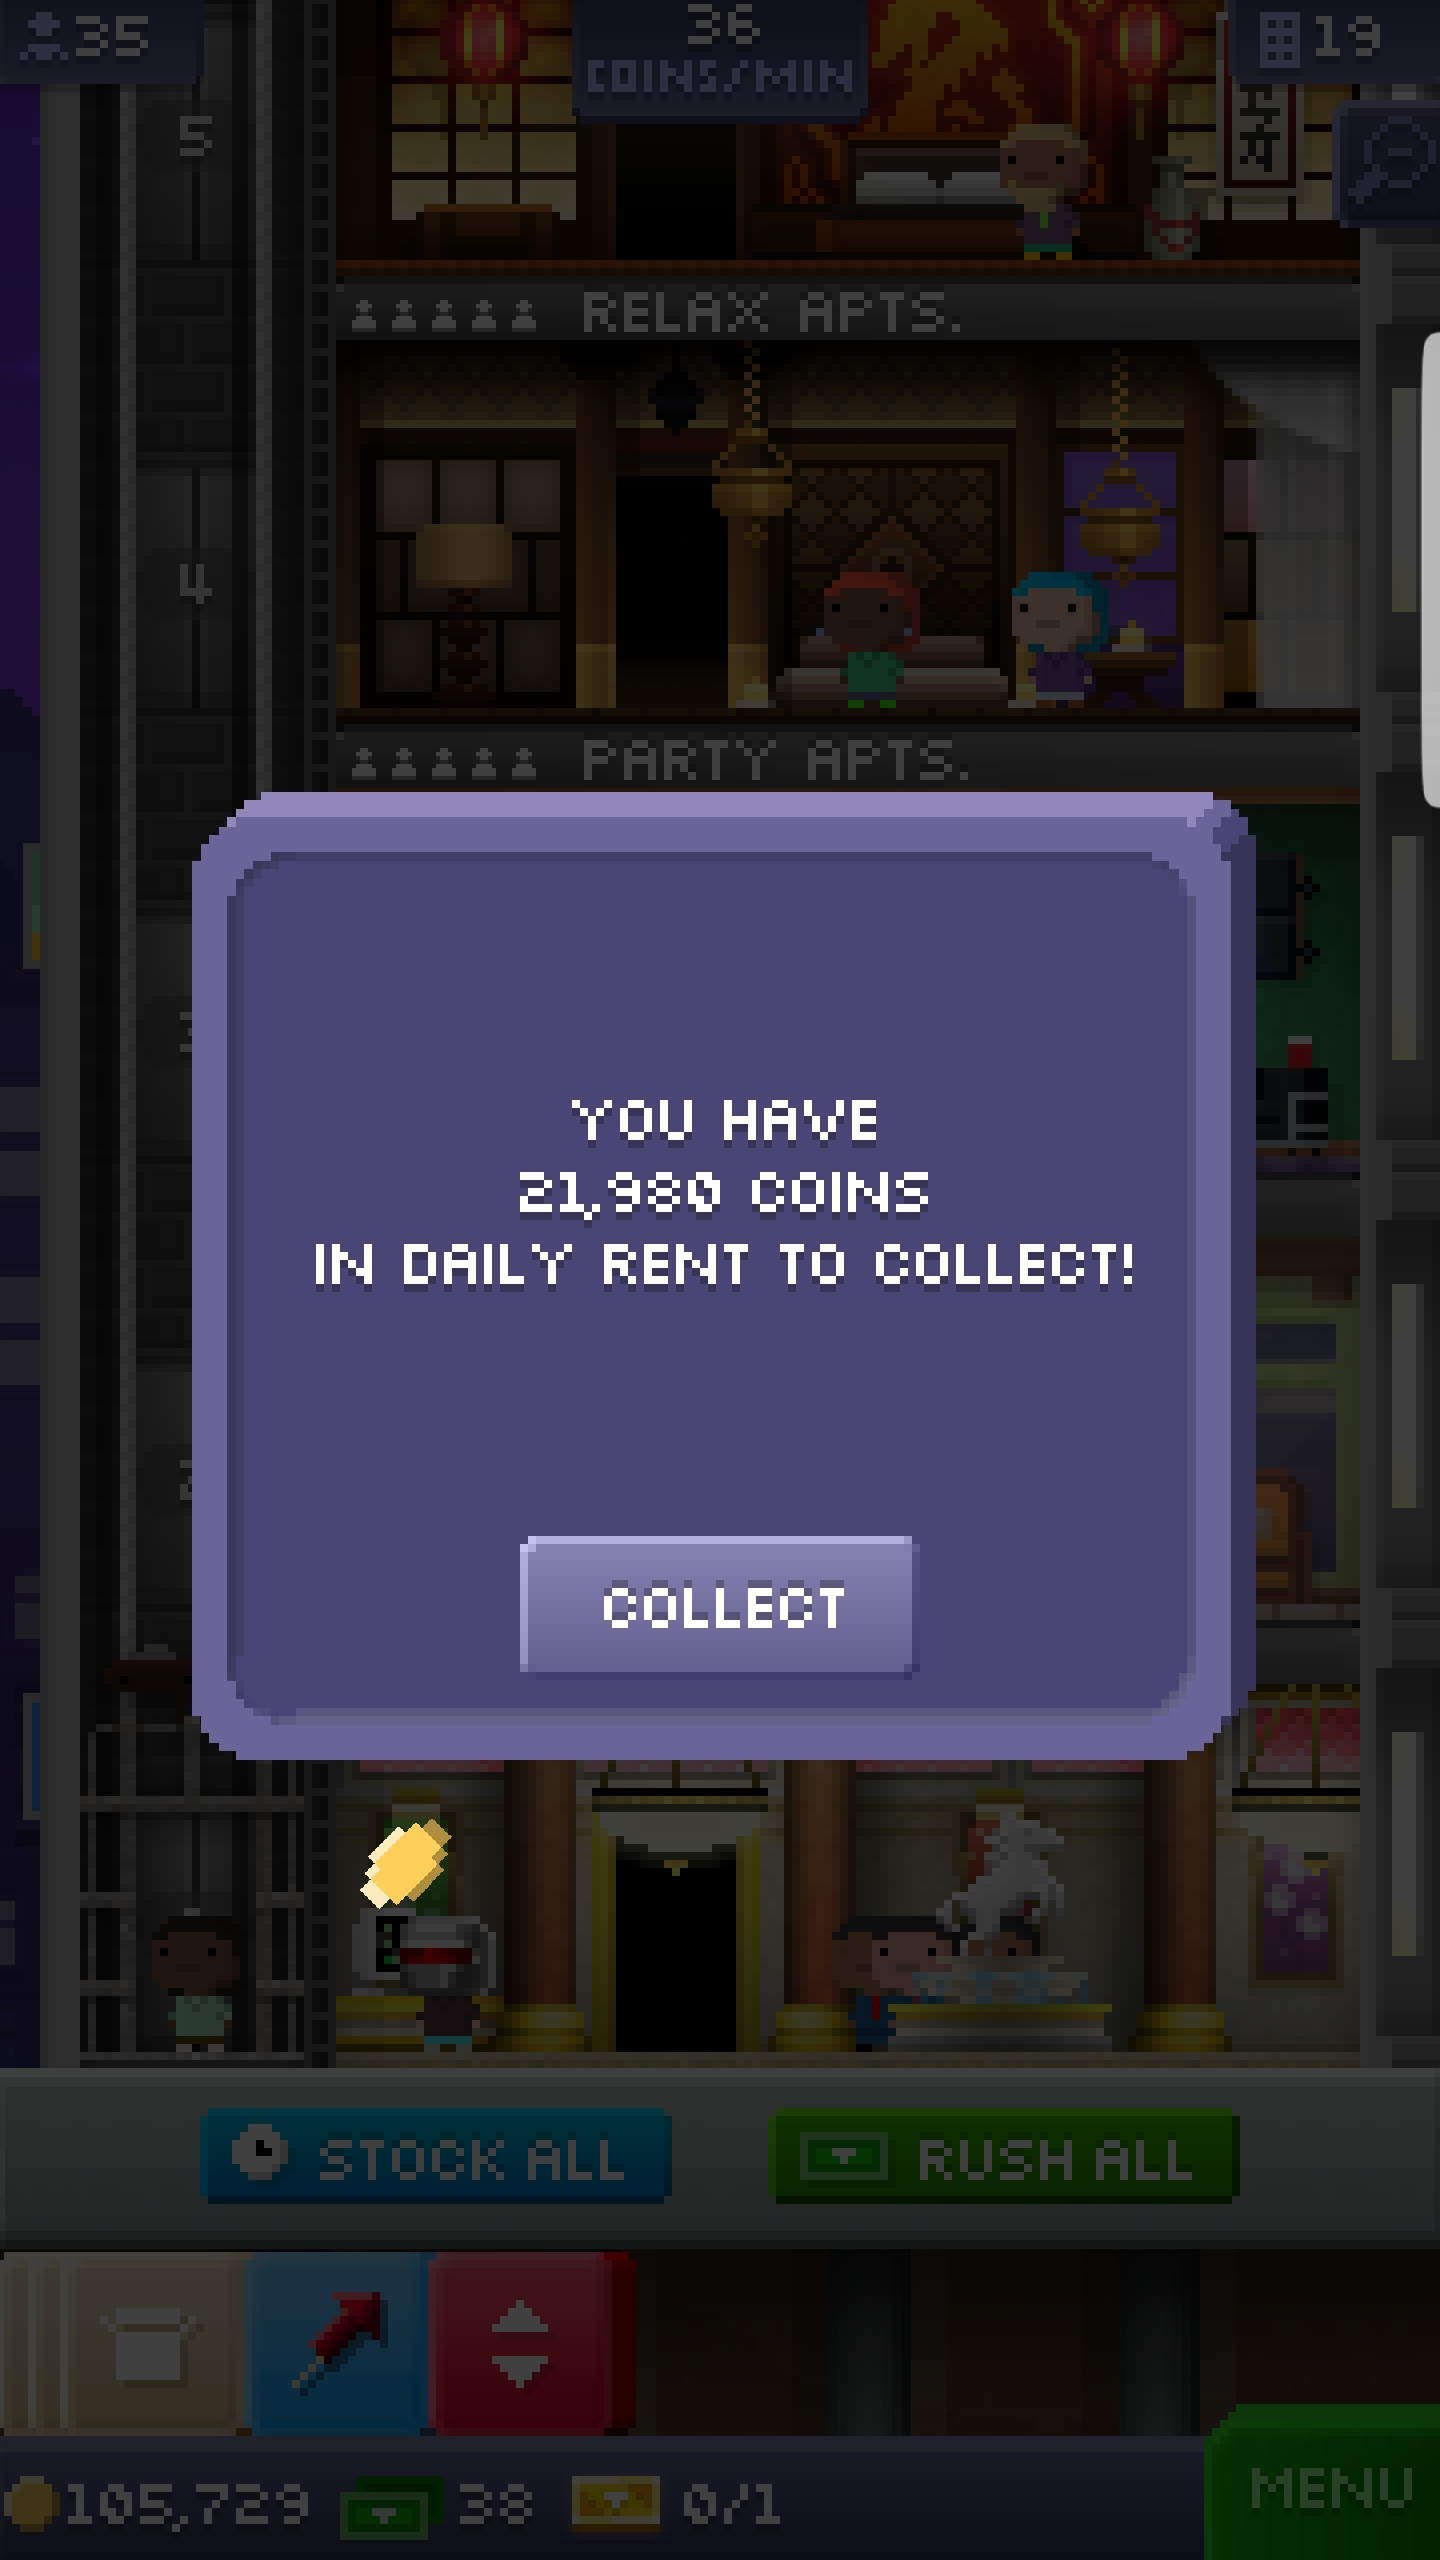 35
36
COINS/MIN
19
5
RELAX APTS.
4
PARTY APTS.
YOU HAVE
21,980 COINS
IN DAILY RENT TO COLLECT!
COLLECT
STOCK ALL
RUSH ALL
105,729
38
0/1
MENU